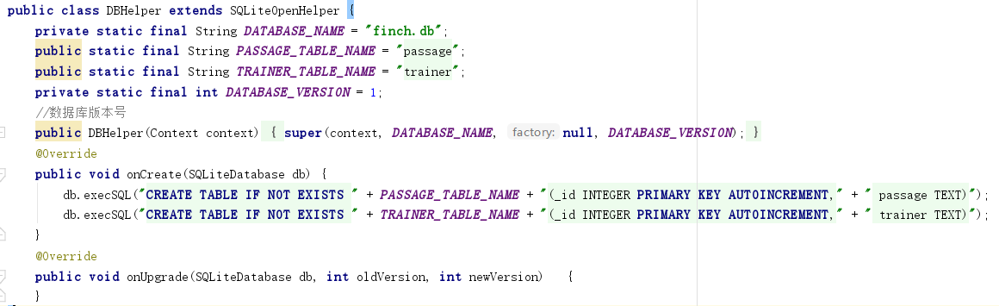 public class DBHelper extends SQLiteOpenHelper {
private static final String DATABASE_NAME = "finch.db";
public static final String PASSAGE_TABLE_NAME = "passage";
public static final String TRAINER_TABLE_NAME = "trainer";
private static final int DATABASE_VERSION = 1;
//数据库版本号
public DBHelper(Context context) { super(context, DATABASE_NAME, factory: null, DATABASE_VERSION); }
@Override
public void onCreate(SQLiteDatabase db) {
db.execSQL("CREATE TABLE IF NOT EXISTS " + PASSAGE_TABLE_NAME + "(_id INTEGER PRIMARY KEY AUTOINCREMENT," + " passage TEXT)");
db.execSQL("CREATE TABLE IF NOT EXISTS " + TRAINER_TABLE_NAME + "(_id INTEGER PRIMARY KEY AUTOINCREMENT," + " trainer TEXT)");
}
@Override
public void onUpgrade(SQLiteDatabase db, int oldVersion, int newVersion) {
}